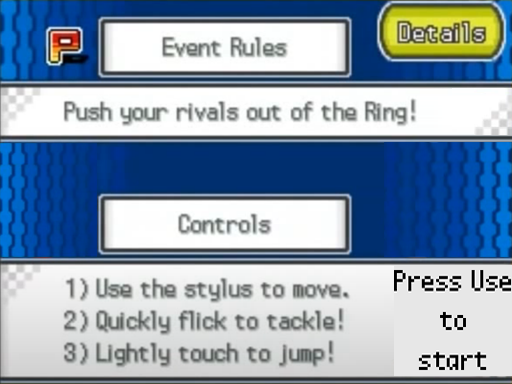 P
Event Rules
Details
Push your rivals out of the Ring!
Controls
1) Use the stylus to move.
2) Quickly flick to tackle!
3) Lightly touch to jump!
Press Use
to
start